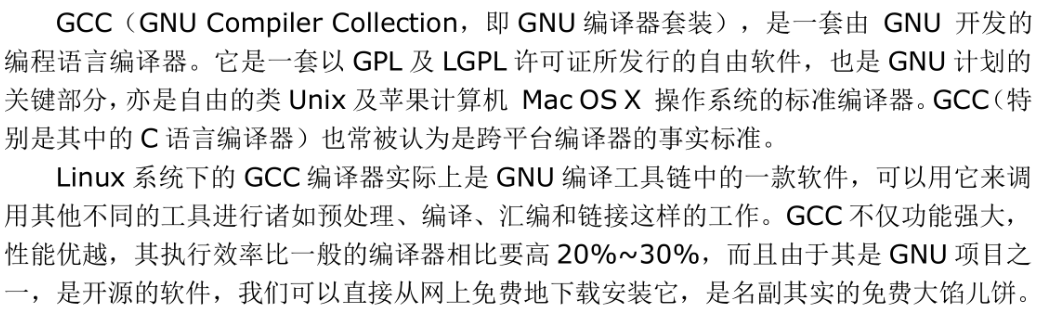 GCC（GNU Compiler Collection，即 GNU 编译器套装），是一套由 GNU 开发的
编程语言编译器。它是一套以 GPL 及 LGPL 许可证所发行的自由软件，也是 GNU 计划的
关键部分，亦是自由的类 Unix 及苹果计算机 Mac OS X 操作系统的标准编译器。GCC（特
别是其中的 C 语言编译器）也常被认为是跨平台编译器的事实标准。
Linux 系统下的 GCC 编译器实际上是 GNU 编译工具链中的一款软件，可以用它来调
用其他不同的工具进行诸如预处理、编译、汇编和链接这样的工作。GCC 不仅功能强大，
性能优越，其执行效率比一般的编译器相比要高 20%~30%，而且由于其是 GNU 项目之
一，是开源的软件，我们可以直接从网上免费地下载安装它，是名副其实的免费大馅儿饼。